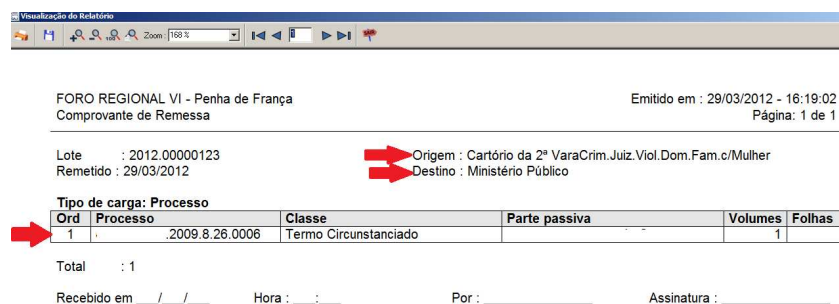 Visualização do Relatório
Zoom: 168 %
1
FORO REGIONAL VI - Penha de França Emitido em : 29/03/2012 - 16:19:02
Comprovante de Remessa Página: 1 de 1
Lote : 2012.00000123 Origem : Cartório da 2ª VaraCrim.Juiz.Viol.Dom.Fam.c/Mulher
Remetido : 29/03/2012 Destino : Ministério Público
Tipo de carga: Processo
Ord Processo Classe Parte passiva Volumes Folhas
1 .2009.8.26.0006 Termo Circunstanciado 1
Total : 1
Recebido em ___/___/___ Hora : ___:___ Por : ______________ Assinatura : ______________